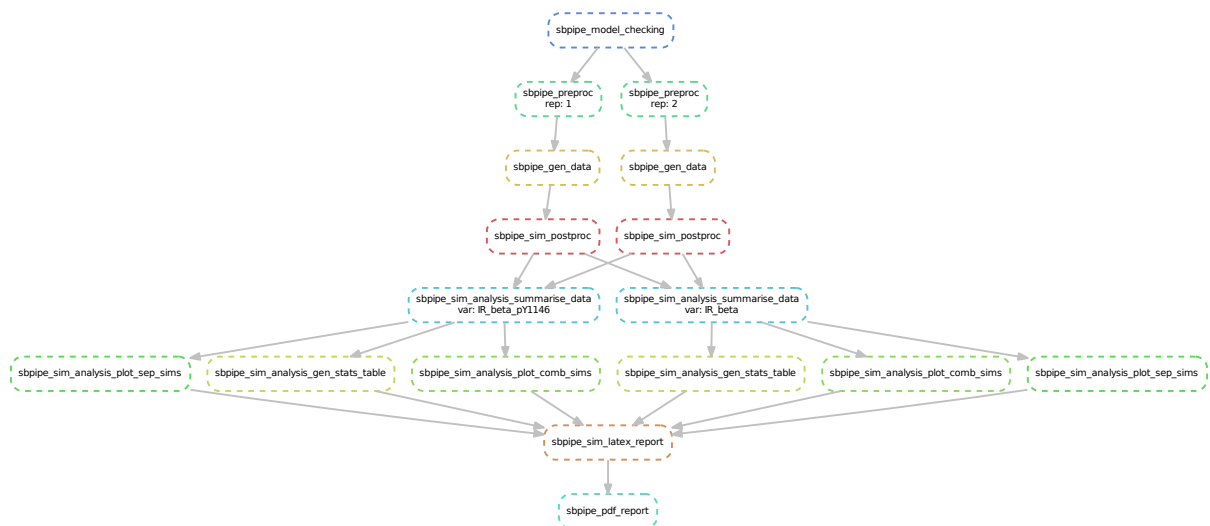 sbpipe_model_checking
sbpipe_preproc
rep: 1
sbpipe_preproc
rep: 2
sbpipe_gen_data
sbpipe_gen_data
sbpipe_sim_postproc
sbpipe_sim_postproc
sbpipe_sim_analysis_summarise_data
var: IR_beta_pY1146
sbpipe_sim_analysis_summarise_data
var: IR_beta
sbpipe_sim_analysis_plot_sep_sims
sbpipe_sim_analysis_gen_stats_table
sbpipe_sim_analysis_plot_comb_sims
sbpipe_sim_analysis_gen_stats_table
sbpipe_sim_analysis_plot_comb_sims
sbpipe_sim_analysis_plot_sep_sims
sbpipe_sim_latex_report
sbpipe_pdf_report